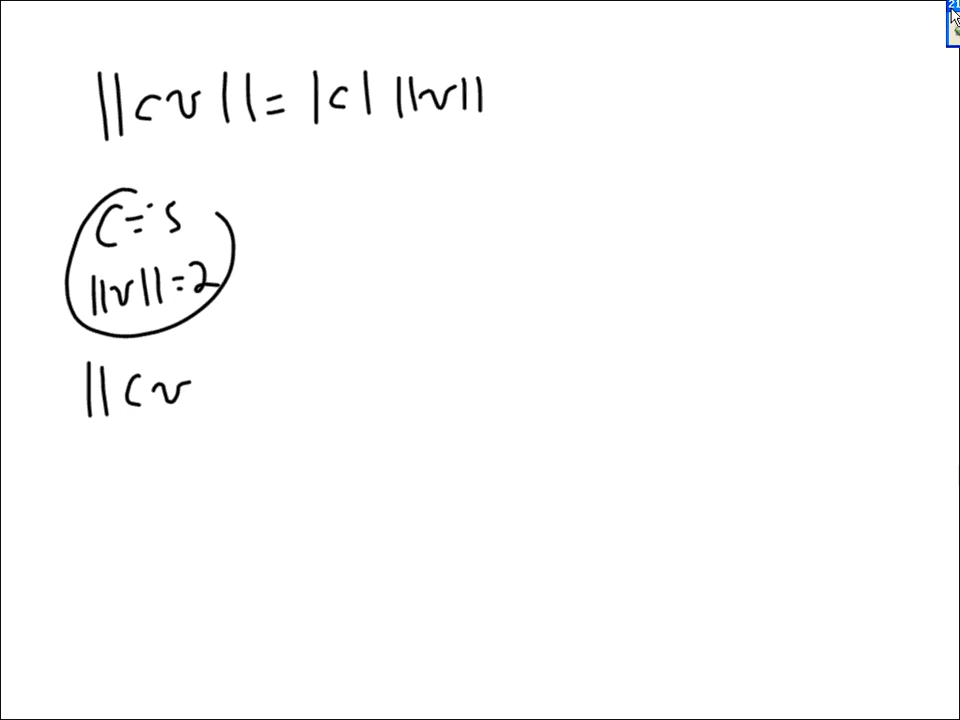 ||cv|| = |c| ||v||
c = -5
||v|| = 2
||cv